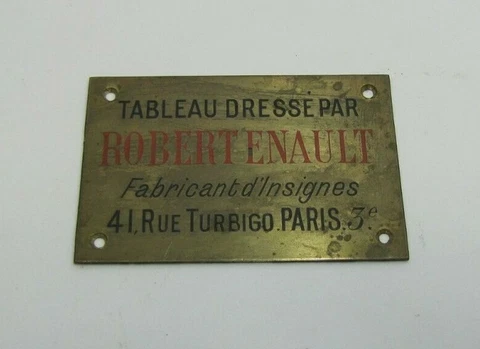 TABLEAU DRESSE PAR
ROBERT ENAULT
Fabricant d'Insignes
41, RUE TURBIGO. PARIS. 3e.